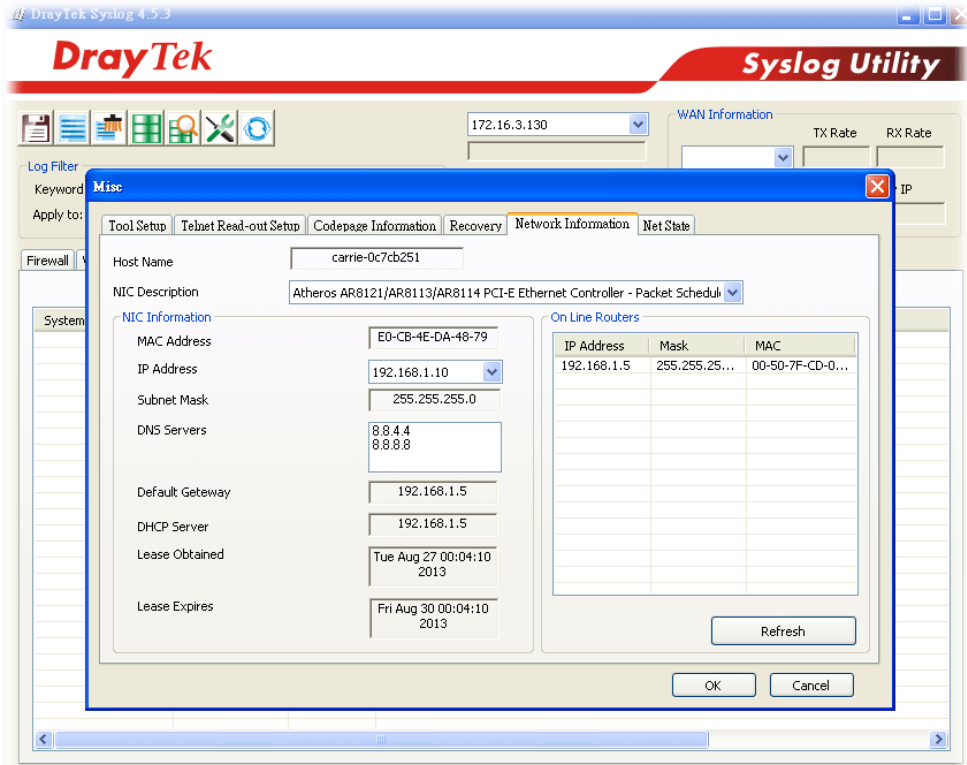 DrayTek Syslog 4.5.3
DrayTek
Syslog Utility
172.16.3.130
WAN Information
TX Rate
RX Rate
Log Filter
Keyword
IP
Apply to:
Firewall
System
Misc
Tool Setup
Telnet Read-out Setup
Codepage Information
Recovery
Network Information
Net State
Host Name
carrie-0c7cb251
NIC Description
Atheros AR8121/AR8113/AR8114 PCI-E Ethernet Controller - Packet Schedul
NIC Information
MAC Address
E0-CB-4E-DA-48-79
IP Address
192.168.1.10
Subnet Mask
255.255.255.0
DNS Servers
8.8.4.4
8.8.8.8
Default Geteway
192.168.1.5
DHCP Server
192.168.1.5
Lease Obtained
Tue Aug 27 00:04:10
2013
Lease Expires
Fri Aug 30 00:04:10
2013
On Line Routers
IP Address Mask MAC
192.168.1.5 255.255.25... 00-50-7F-CD-0...
Refresh
OK
Cancel